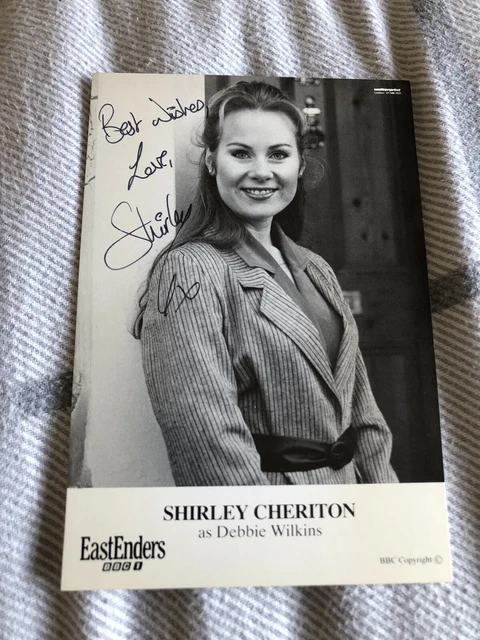 Best Wishes
Love,
Shirley
SHIRLEY CHERITON
as Debbie Wilkins
EastEnders
BBC 1
BBC Copyright ©